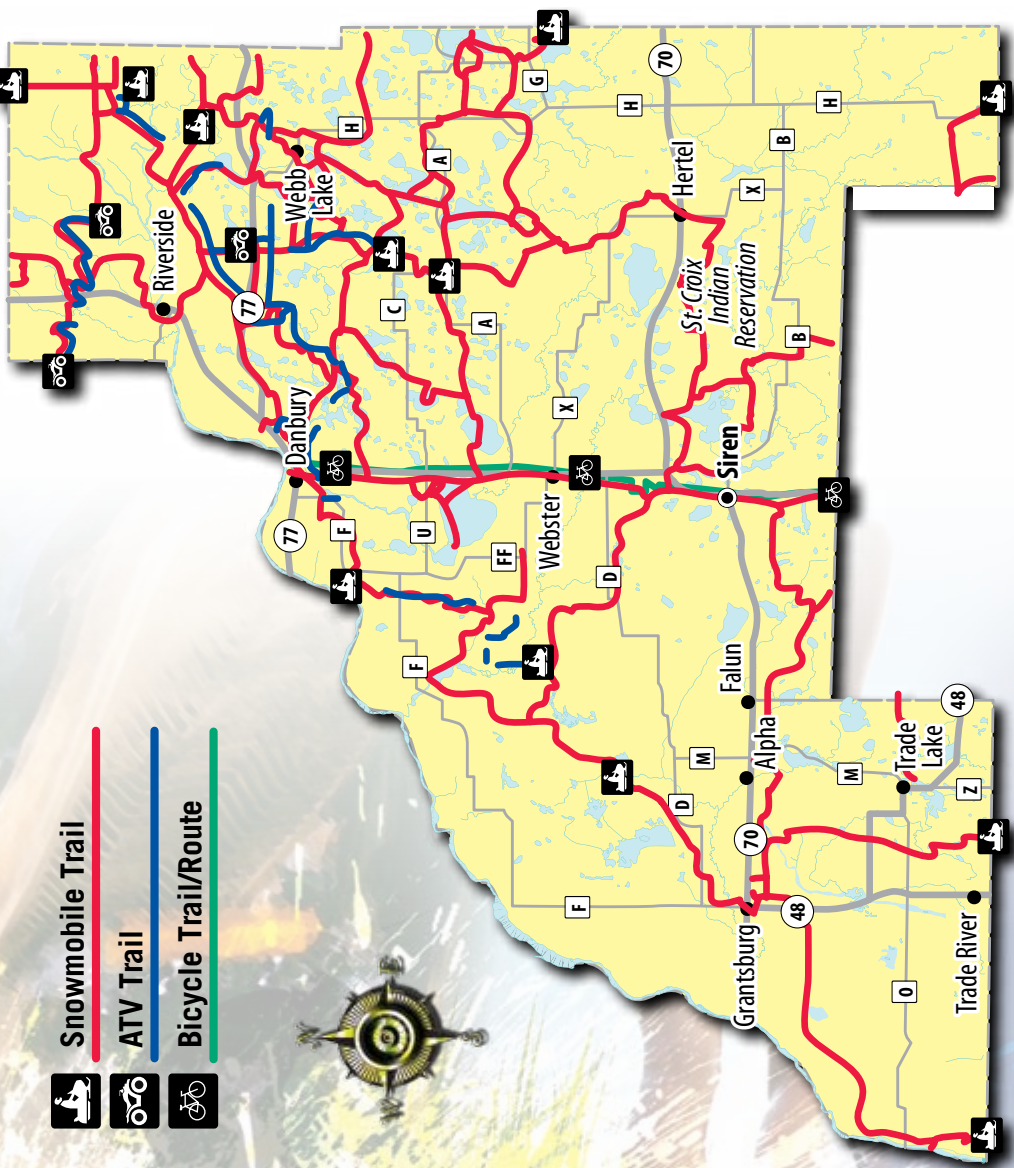 Snowmobile Trail
ATV Trail
Bicycle Trail/Route
N
W
E
S
Riverside
77
77
Danbury
Webb
Lake
F
H
C
F
U
A
A
FF
G
Webster
X
F
D
H
70
D
Hertel
M
St. Croix
Indian
Reservation
Siren
Falun
Grantsburg
70
Alpha
X
B
48
B
H
M
O
Trade
Lake
48
Trade River
Z